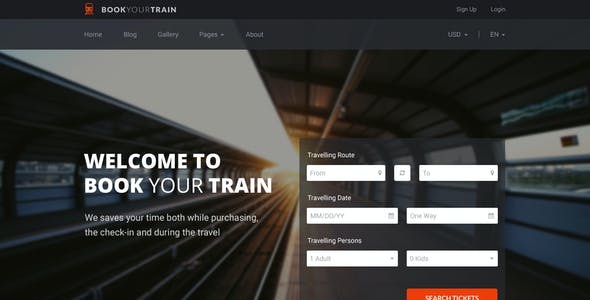 BOOKYOURTRAIN
Sign Up Login
Home Blog Gallery Pages About
USD | EN
WELCOME TO
BOOK YOUR TRAIN
We saves your time both while purchasing,
the check-in and during the travel
Travelling Route
From To
Travelling Date
MM/DD/YY One Way
Travelling Persons
1 Adult 0 Kids
SEARCH TICKETS